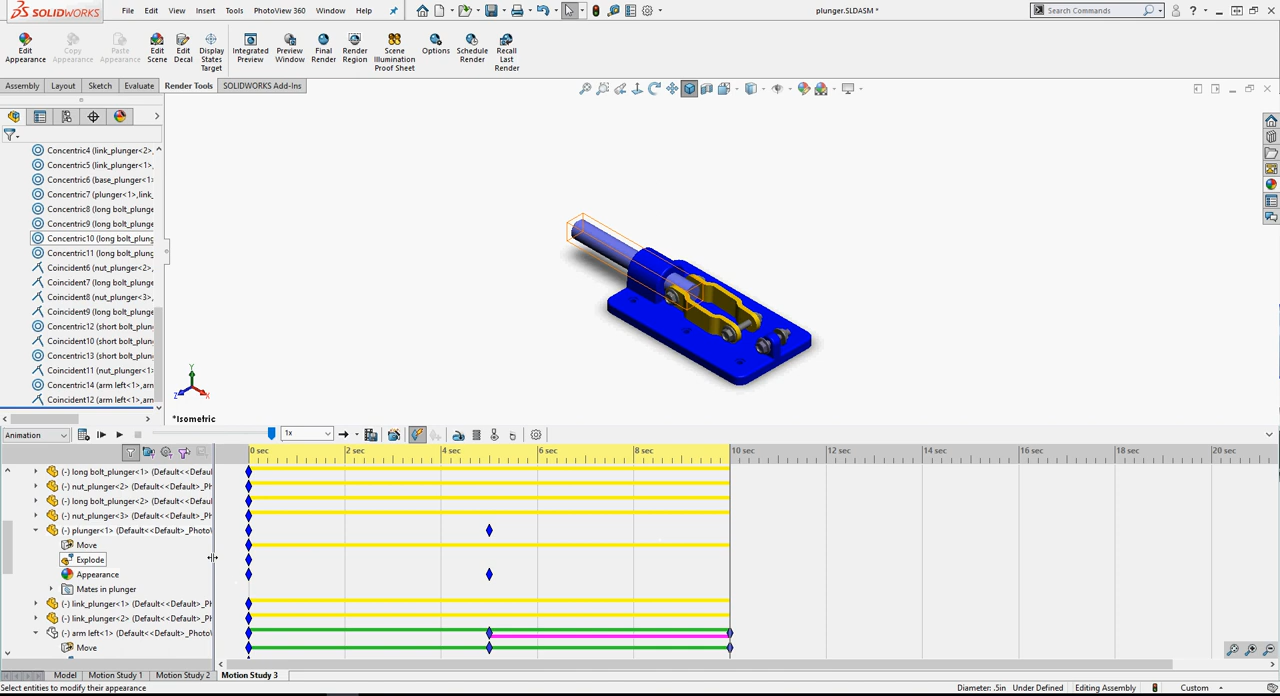 SOLIDWORKS
File Edit View Insert Tools PhotoView 360 Window Help
plunger.SLDASM *
Search Commands
Edit Appearance
Copy Appearance
Paste Appearance
Edit Scene
Edit Decal
Display States Target
Integrated Preview
Preview Window
Final Render
Render Region
Scene Illumination Proof Sheet
Options
Schedule Render
Recall Last Render
Assembly Layout Sketch Evaluate Render Tools SOLIDWORKS Add-Ins
Concentric4 (link_plunger<2>,
Concentric5 (link_plunger<1>,
Concentric6 (base_plunger<1>
Concentric7 (plunger<1>,link_
Concentric8 (long bolt_plunge
Concentric9 (long bolt_plunge
Concentric10 (long bolt_plung
Concentric11 (long bolt_plung
Coincident6 (nut_plunger<2>,
Coincident7 (long bolt_plunge
Coincident8 (nut_plunger<3>,
Coincident9 (long bolt_plunge
Concentric12 (short bolt_plun
Coincident10 (short bolt_plun
Concentric13 (short bolt_plun
Coincident11 (nut_plunger<1>
Concentric14 (arm left<1>,arn
Coincident12 (arm left<1>,arn
Y
Z
X
*Isometric
Animation
1x
0 sec 2 sec 4 sec 6 sec 8 sec 10 sec 12 sec 14 sec 16 sec 18 sec 20 sec
(-) long bolt_plunger<1> (Default<<Defaul
(-) nut_plunger<2> (Default<<Default>_Ph
(-) long bolt_plunger<2> (Default<<Defaul
(-) nut_plunger<3> (Default<<Default>_Ph
(-) plunger<1> (Default<<Default>_Photo\
Move
Explode
Appearance
Mates in plunger
(-) link_plunger<1> (Default<<Default>_Ph
(-) link_plunger<2> (Default<<Default>_Ph
(-) arm left<1> (Default<<Default>_Photo\
Move
Model Motion Study 1 Motion Study 2 Motion Study 3
Select entities to modify their appearance
Diameter: .5in Under Defined Editing Assembly Custom